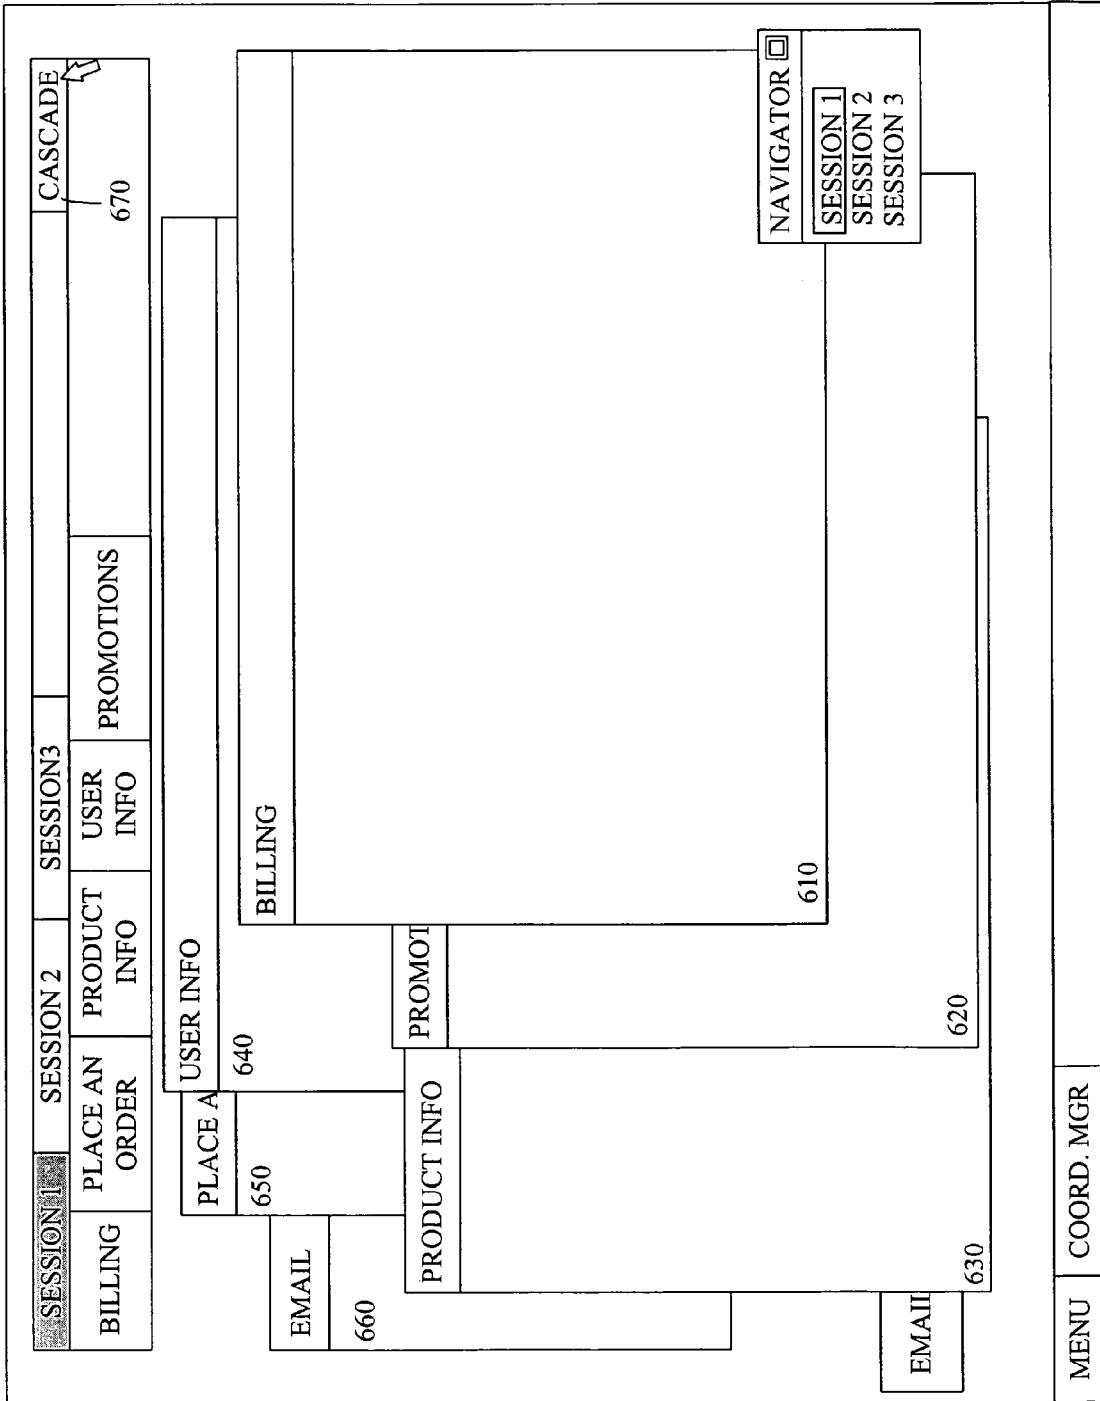 SESSION 1
SESSION 2
SESSION3
CASCADE
670
BILLING
PLACE AN
ORDER
PRODUCT
INFO
USER
INFO
PROMOTIONS
USER INFO
640
PLACE A
650
BILLING
610
EMAIL
660
PROMOT
620
PRODUCT INFO
630
NAVIGATOR
SESSION 1
SESSION 2
SESSION 3
EMAIL
MENU
COORD. MGR